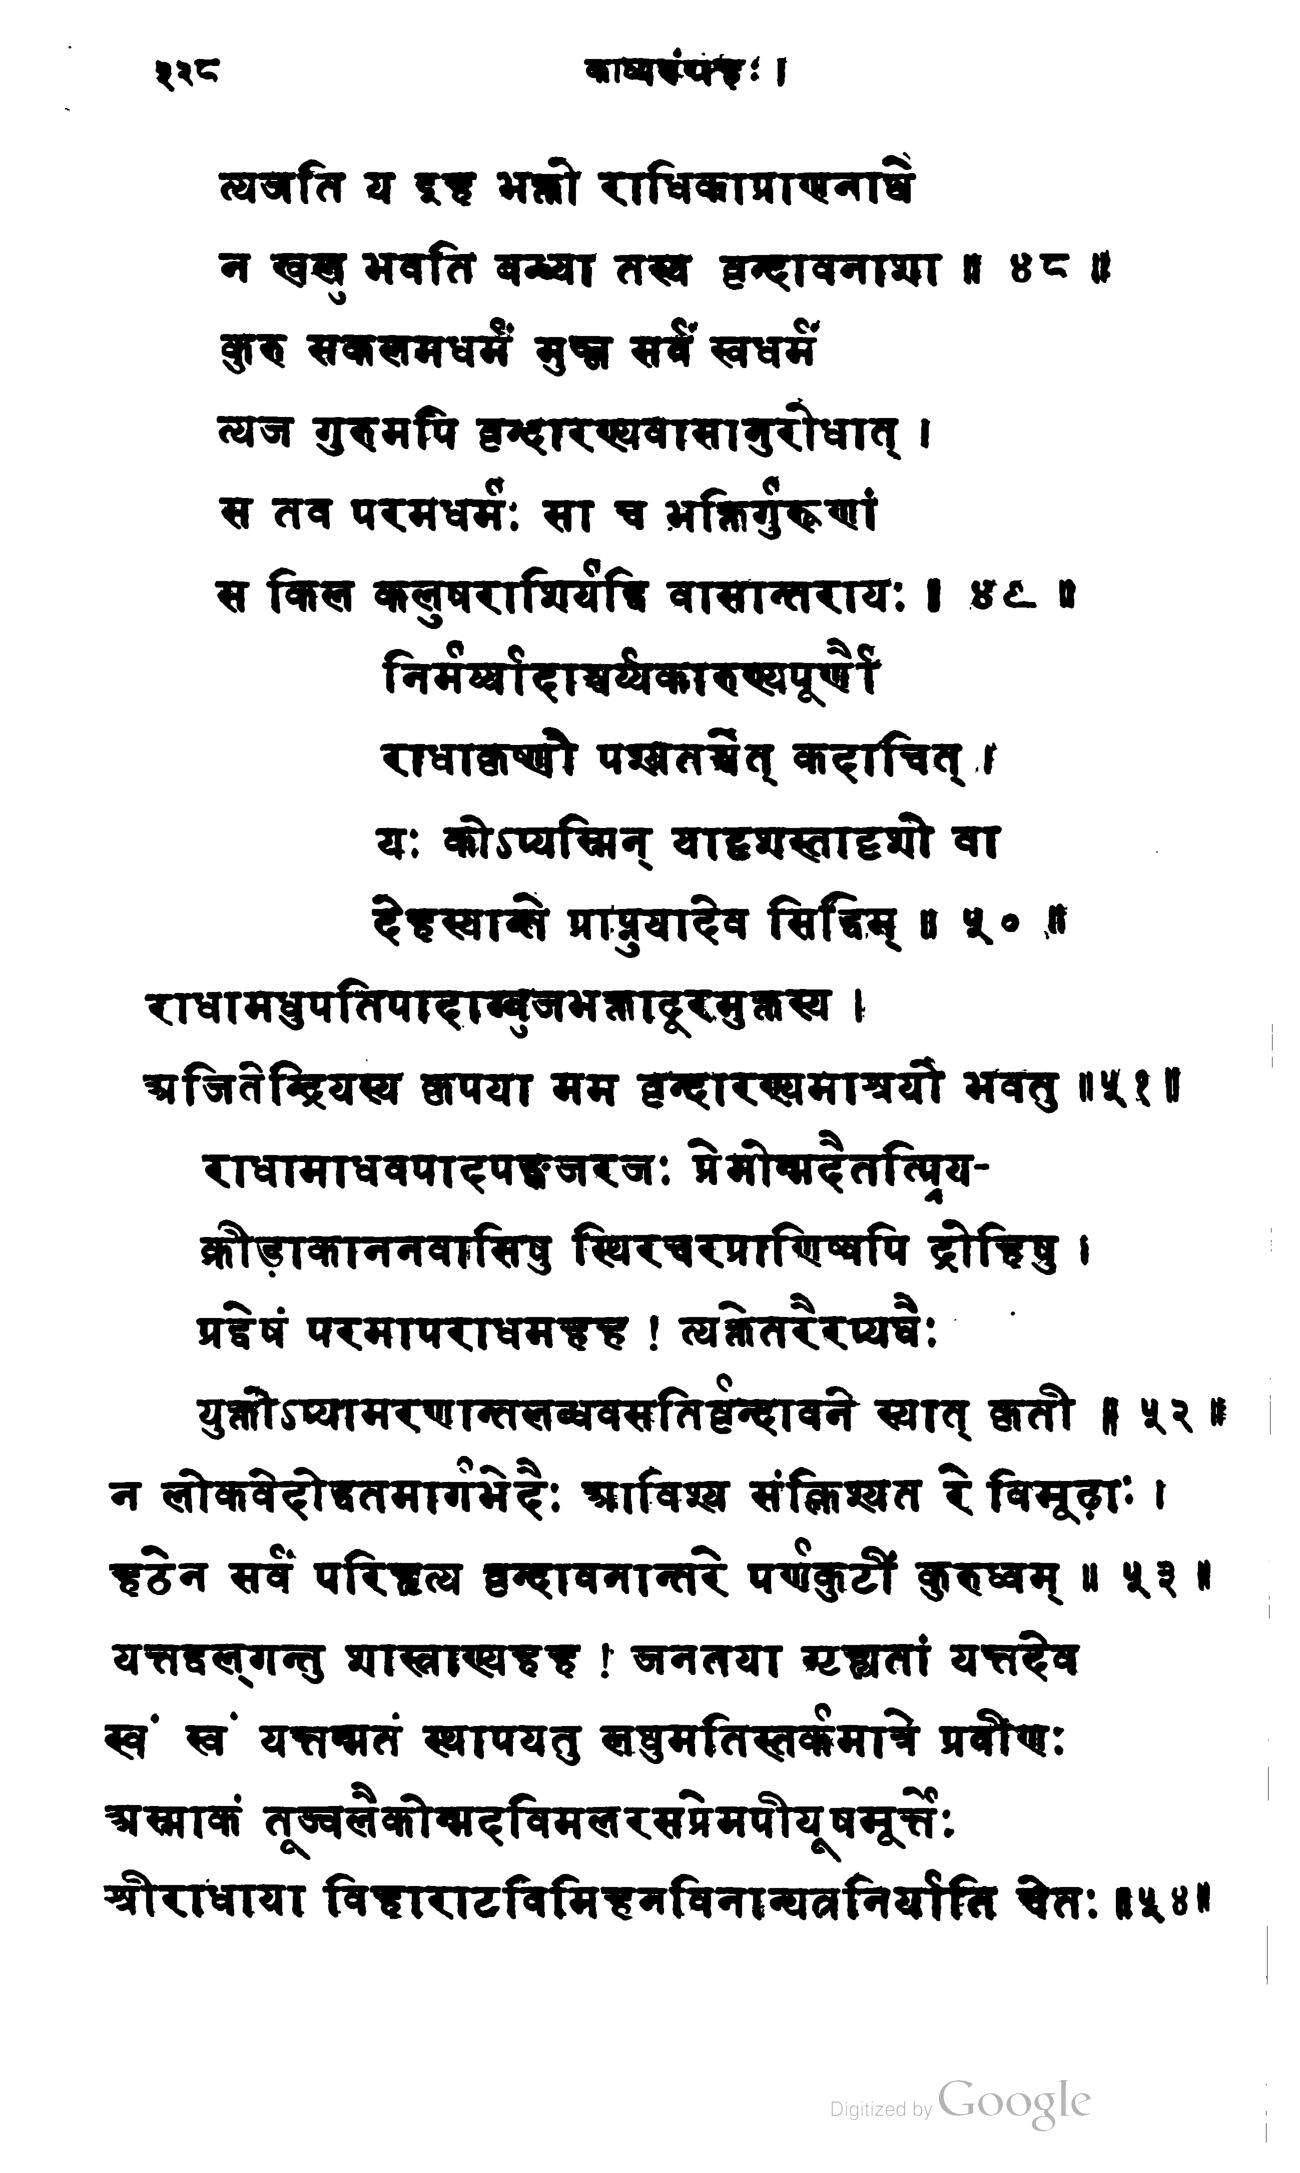 ३२८ काव्यसंग्रहः ।
त्यजति य इह भक्तो राधिकाप्राणनाथे
न खलु भवति वन्ध्या तस्य वृन्दावनाशा ॥ ४८ ॥
कुरु सकलमधर्मं मुञ्च सर्वं स्वधर्मं
त्यज गुरुमपि वृन्दारण्यवासानुरोधात् ।
स तव परमधर्मः सा च भक्तिर्गुरूणां
स किल कलुषराशिर्यद्वि वासान्तरायः ॥ ४९ ॥
निर्मर्य्यादाश्चर्य्यकारुण्यपूर्णौ
राधाकृष्णौ पश्यतश्चेत् कदाचित् ।
यः कोऽप्यस्मिन् यादृशस्तादृशो वा
देहस्यान्ते प्राप्नुयादेव सिद्धिम् ॥ ५० ॥
राधामधुपतिपादाम्बुजभक्तादूरमुक्तस्य ।
अजितेन्द्रियस्य कृपया मम वृन्दारण्यमाश्रयो भवतु ॥ ५१ ॥
राधामाधवपादपङ्कजरजः प्रेमोन्मदैतत्प्रिय-
क्रीडाकाननवासिषु स्थिरचरप्राणिष्वपि द्रोहिषु ।
प्रद्वेषं परमापराधमहह ! त्यक्तेतरैरप्यघैः
युक्तोऽप्यामरणान्तलब्धवसतिर्वृन्दावने स्यात् कृती ॥ ५२ ॥
न लोकवेदोद्धतमार्गभेदैः आविश्य संक्लिश्यत रे विमूढाः ।
हठेन सर्वं परिहृत्य वृन्दावनान्तरे पर्णकुटीं कुरुध्वम् ॥ ५३ ॥
यत्तद्वल्गन्तु शास्त्राण्यहह ! जनतया गृह्यतां यत्तदेव
स्वं स्वं यत्तन्मतं स्थापयतु लघुमतिस्तर्कमात्रे प्रवीणः
अस्माकं तूज्वलैकोन्मदविमलरसप्रेमपीयूषमूर्त्तेः
श्रीराधाया विहाराटविमिहनविनान्यत्रनिर्याति चेतः ॥५४॥
Digitized by Google